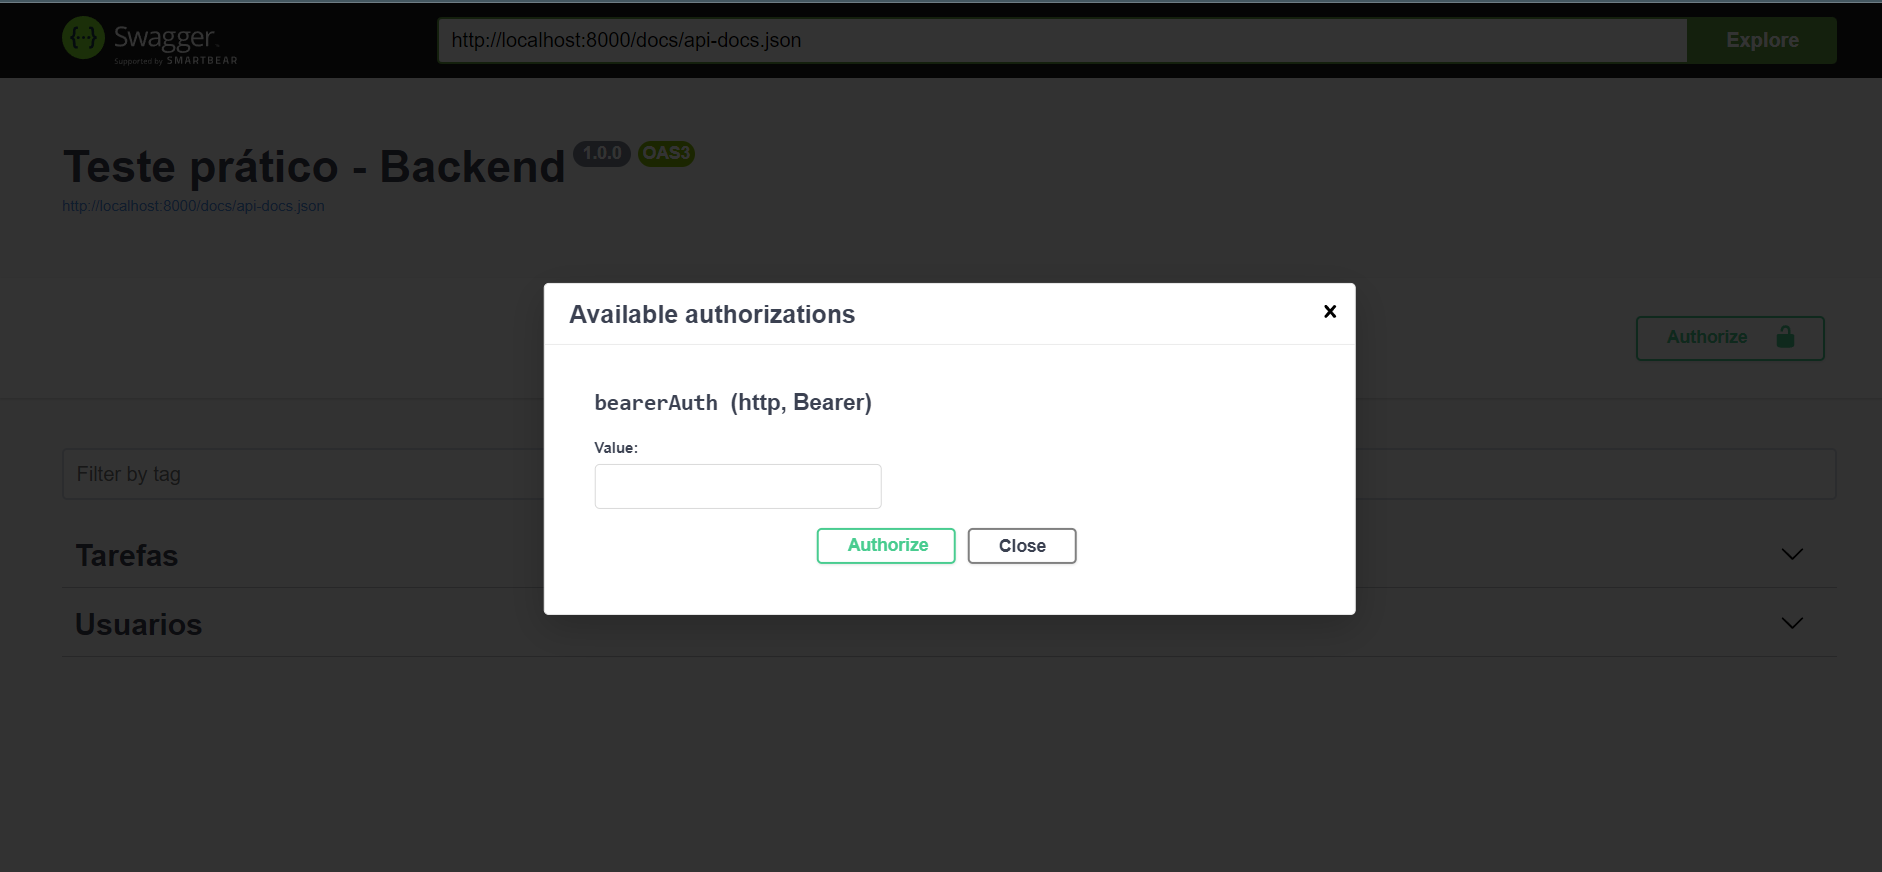 {···} Swagger
Supported by SMARTBEAR
http://localhost:8000/docs/api-docs.json
Explore
Teste prático - Backend 1.0.0 OAS3
http://localhost:8000/docs/api-docs.json
Authorize
Available authorizations
×
bearerAuth (http, Bearer)
Value:
Authorize
Close
Filter by tag
Tarefas
Usuarios